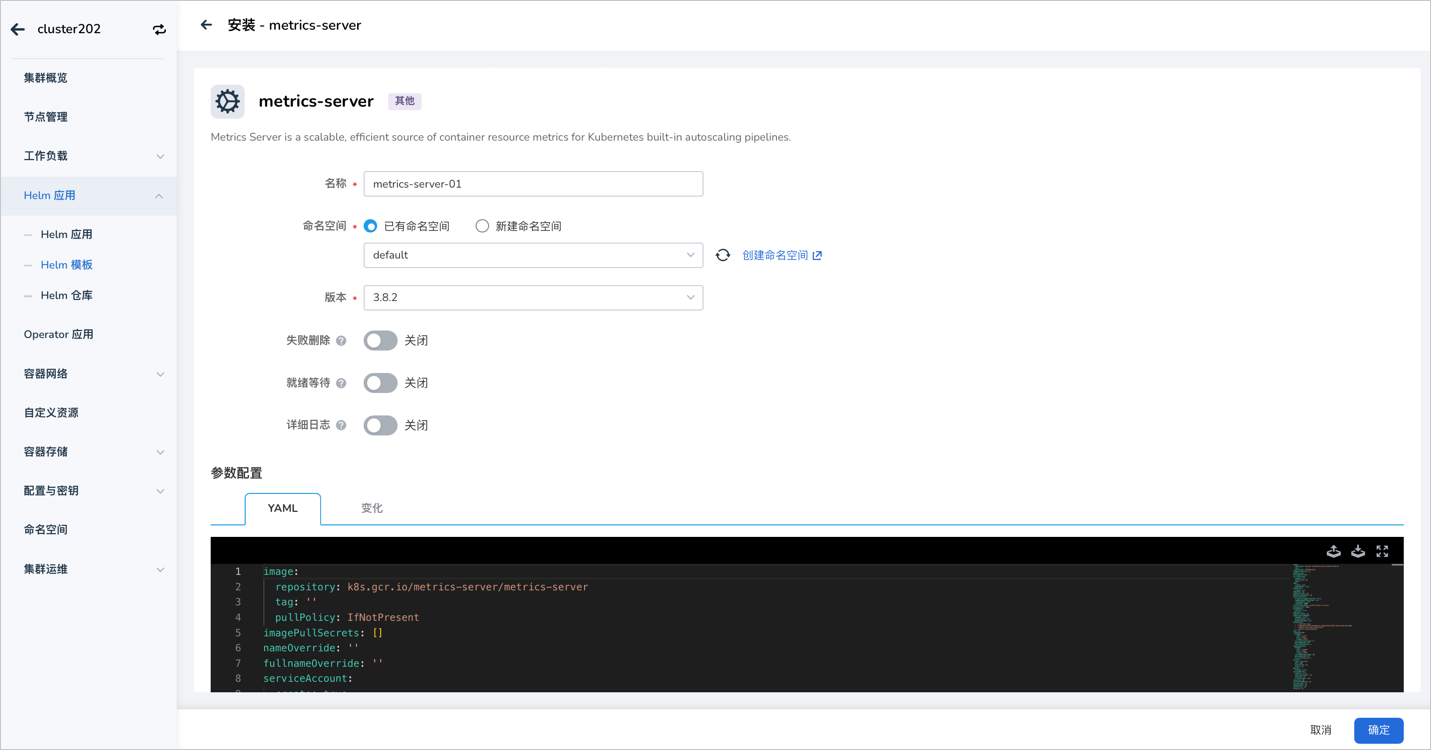 cluster202
集群概览
节点管理
工作负载
Helm 应用
Helm 应用
Helm 模板
Helm 仓库
Operator 应用
容器网络
自定义资源
容器存储
配置与密钥
命名空间
集群运维
安装 - metrics-server
metrics-server 其他
Metrics Server is a scalable, efficient source of container resource metrics for Kubernetes built-in autoscaling pipelines.
名称 • metrics-server-01
命名空间 • 已有命名空间 新建命名空间
default 创建命名空间
版本 • 3.8.2
失败删除 ? 关闭
就绪等待 ? 关闭
详细日志 ? 关闭
参数配置
YAML 变化
1 image:
2 repository: k8s.gcr.io/metrics-server/metrics-server
3 tag: ''
4 pullPolicy: IfNotPresent
5 imagePullSecrets: []
6 nameOverride: ''
7 fullnameOverride: ''
8 serviceAccount:
取消 确定